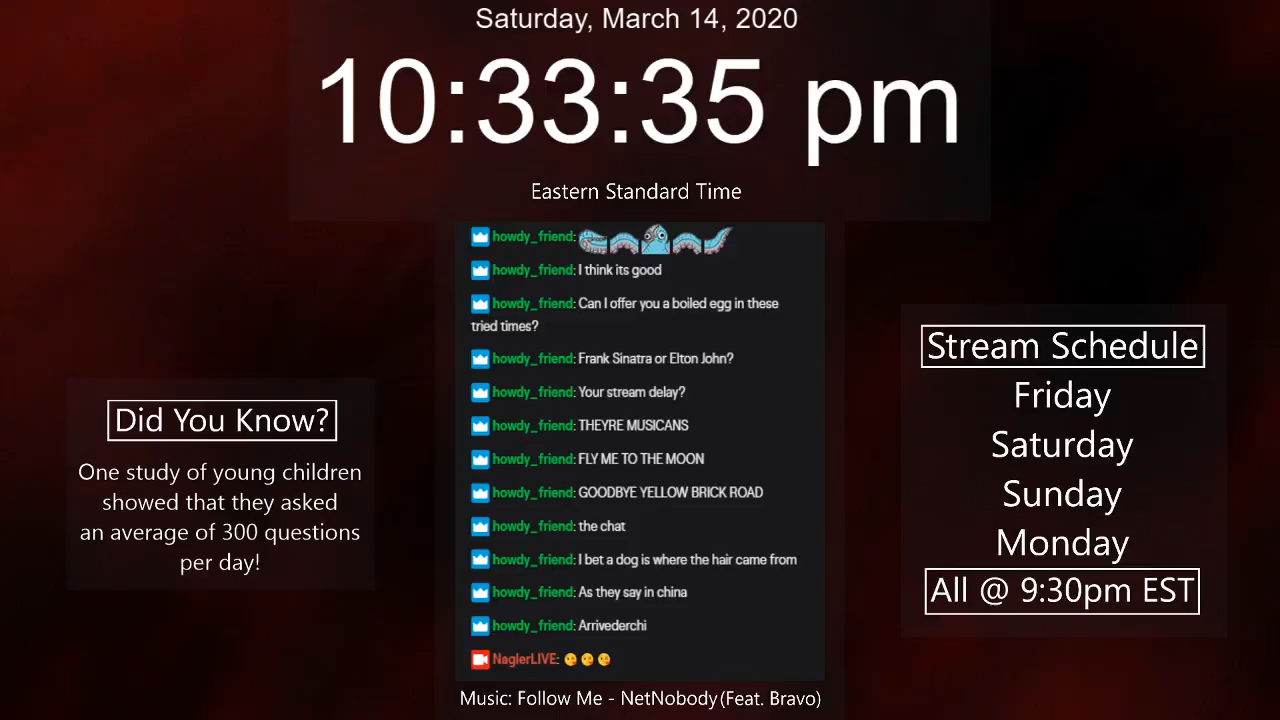 Saturday, March 14, 2020
10:33:35 pm
Eastern Standard Time
howdy_friend:
howdy_friend: I think its good
howdy_friend: Can I offer you a boiled egg in these
tried times?
howdy_friend: Frank Sinatra or Elton John?
howdy_friend: Your stream delay?
howdy_friend: THEYRE MUSICANS
howdy_friend: FLY ME TO THE MOON
howdy_friend: GOODBYE YELLOW BRICK ROAD
howdy_friend: the chat
howdy_friend: I bet a dog is where the hair came from
howdy_friend: As they say in china
howdy_friend: Arrivederchi
NaglerLIVE: 😘 😘 😘
Music: Follow Me - NetNobody (Feat. Bravo)
Did You Know?
One study of young children
showed that they asked
an average of 300 questions
per day!
Stream Schedule
Friday
Saturday
Sunday
Monday
All @ 9:30pm EST